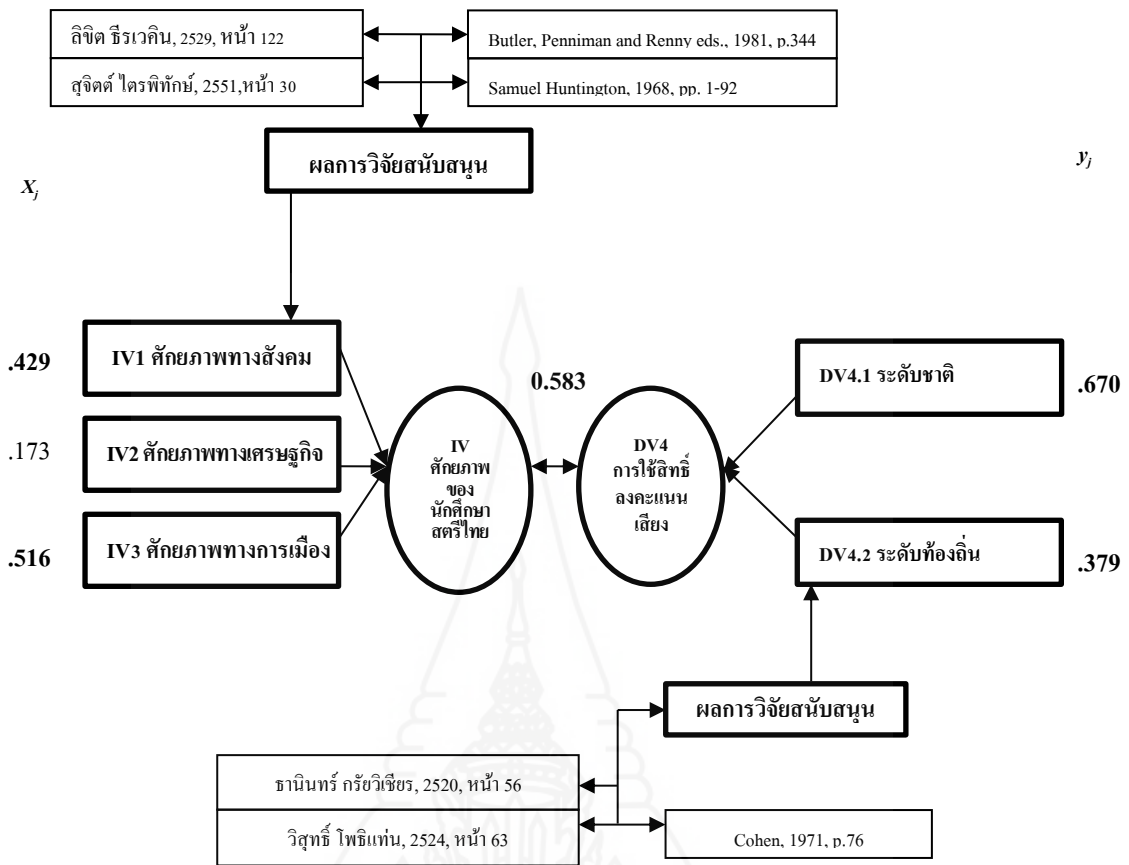 ลิขิต ธีรเวคิน, 2529, หน้า 122
Butler, Penniman and Renny eds., 1981, p.344
สุจิตต์ ไตรพิทักษ์, 2551,หน้า 30
Samuel Huntington, 1968, pp. 1-92
ผลการวิจัยสนับสนุน
Xj
yj
.429
IV1 ศักยภาพทางสังคม
.173
IV2 ศักยภาพทางเศรษฐกิจ
.516
IV3 ศักยภาพทางการเมือง
IV
ศักยภาพ
ของ
นักศึกษา
สตรีไทย
0.583
DV4
การใช้สิทธิ์
ลงคะแนน
เสียง
DV4.1 ระดับชาติ
.670
DV4.2 ระดับท้องถิ่น
.379
ผลการวิจัยสนับสนุน
ธานินทร์ กรัยวิเชียร, 2520, หน้า 56
วิสุทธิ์ โพธิแท่น, 2524, หน้า 63
Cohen, 1971, p.76